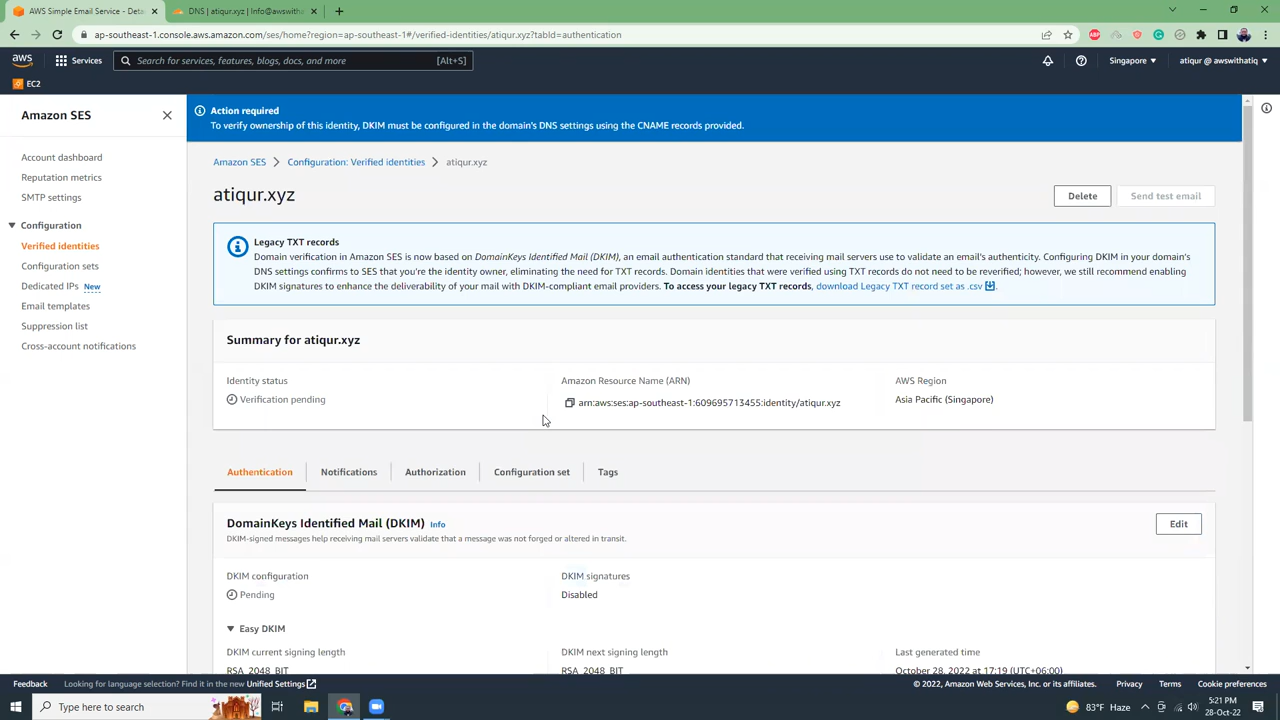 AWS Simple Email Service - Det
DNS | atiqur.xyz | Info@awswith
ap-southeast-1.console.aws.amazon.com/ses/home?region=ap-southeast-1#/verified-identities/atiqur.xyz?tabId=authentication
aws
Services
Search for services, features, blogs, docs, and more
[Alt+S]
Singapore
atiqur @ awswithatiq
EC2
Amazon SES
Account dashboard
Reputation metrics
SMTP settings
Configuration
Verified identities
Configuration sets
Dedicated IPs New
Email templates
Suppression list
Cross-account notifications
Action required
To verify ownership of this identity, DKIM must be configured in the domain's DNS settings using the CNAME records provided.
Amazon SES
Configuration: Verified identities
atiqur.xyz
atiqur.xyz
Delete
Send test email
Legacy TXT records
Domain verification in Amazon SES is now based on DomainKeys Identified Mail (DKIM), an email authentication standard that receiving mail servers use to validate an email's authenticity. Configuring DKIM in your domain's
DNS settings confirms to SES that you're the identity owner, eliminating the need for TXT records. Domain identities that were verified using TXT records do not need to be reverified; however, we still recommend enabling
DKIM signatures to enhance the deliverability of your mail with DKIM-compliant email providers. To access your legacy TXT records, download Legacy TXT record set as .csv.
Summary for atiqur.xyz
Identity status
Verification pending
Amazon Resource Name (ARN)
arn:aws:ses:ap-southeast-1:609695713455:identity/atiqur.xyz
AWS Region
Asia Pacific (Singapore)
Authentication
Notifications
Authorization
Configuration set
Tags
DomainKeys Identified Mail (DKIM) Info
DKIM-signed messages help receiving mail servers validate that a message was not forged or altered in transit.
Edit
DKIM configuration
Pending
DKIM signatures
Disabled
Easy DKIM
DKIM current signing length
RSA_2048_BIT
DKIM next signing length
RSA_2048_BIT
Last generated time
October 28, 2022 at 17:19 (UTC+06:00)
Feedback
Looking for language selection? Find it in the new Unified Settings
© 2022, Amazon Web Services, Inc. or its affiliates.
Privacy
Terms
Cookie preferences
Type here to search
83°F Haze
5:21 PM
28-Oct-22